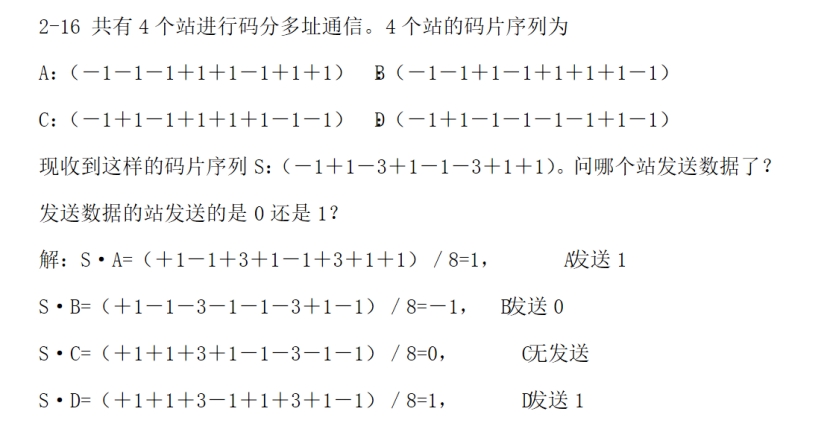 2-16 共有 4 个站进行码分多址通信。4 个站的码片序列为
A:（－1－1－1＋1＋1－1＋1＋1） B:（－1－1＋1－1＋1＋1＋1－1）
C:（－1＋1－1＋1＋1＋1－1－1） D:（－1＋1－1－1－1－1＋1－1）
现收到这样的码片序列 S:（－1＋1－3＋1－1－3＋1＋1）。问哪个站发送数据了？
发送数据的站发送的是 0 还是 1？
解：S·A=（＋1－1＋3＋1－1＋3＋1＋1）/8=1， A发送 1
S·B=（＋1－1－3－1－1－3＋1－1）/8=－1， B发送 0
S·C=（＋1＋1＋3＋1－1－3－1－1）/8=0， C无发送
S·D=（＋1＋1＋3－1＋1＋3＋1－1）/8=1， D发送 1